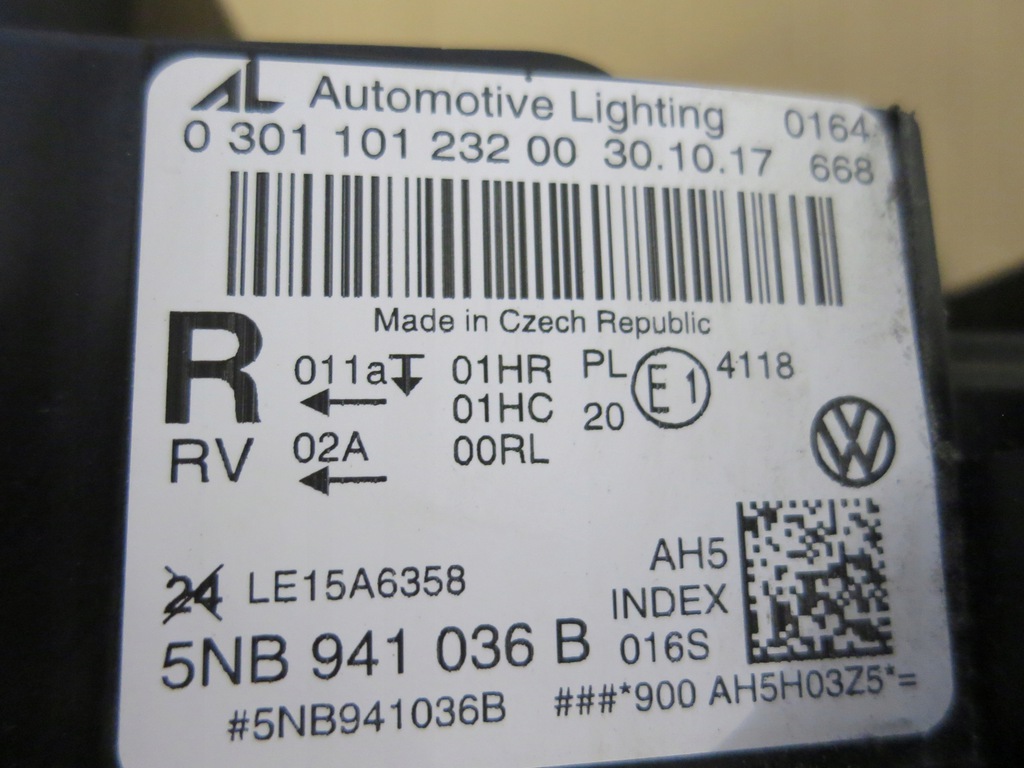 AL Automotive Lighting 0164
0 301 101 232 00 30.10.17 668
Made in Czech Republic
R 011a 01HR PL E1 4118
01HC 20
RV 02A 00RL
VW
24 LE15A6358 AH5
INDEX
5NB 941 036 B 016S
#5NB941036B ###*900 AH5H03Z5*=